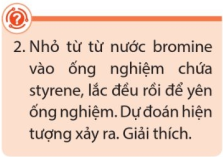 2. Nhỏ từ từ nước bromine
vào ống nghiệm chứa
styrene, lắc đều rồi để yên
ống nghiệm. Dự đoán hiện
tượng xảy ra. Giải thích.